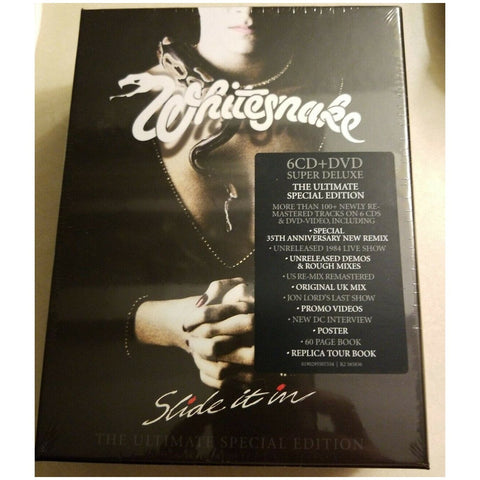 Whitesnake
6CD+DVD
SUPER DELUXE
THE ULTIMATE
SPECIAL EDITION
MORE THAN 100+ NEWLY RE-
MASTERED TRACKS ON 6 CDS
& DVD-VIDEO, INCLUDING
• SPECIAL
35TH ANNIVERSARY NEW REMIX
• UNRELEASED 1984 LIVE SHOW
• UNRELEASED DEMOS
& ROUGH MIXES
• US RE-MIX REMASTERED
• ORIGINAL UK MIX
• JON LORD'S LAST SHOW
• PROMO VIDEOS
• NEW DC INTERVIEW
• POSTER
• 60 PAGE BOOK
• REPLICA TOUR BOOK
Slide it in
THE ULTIMATE SPECIAL EDITION